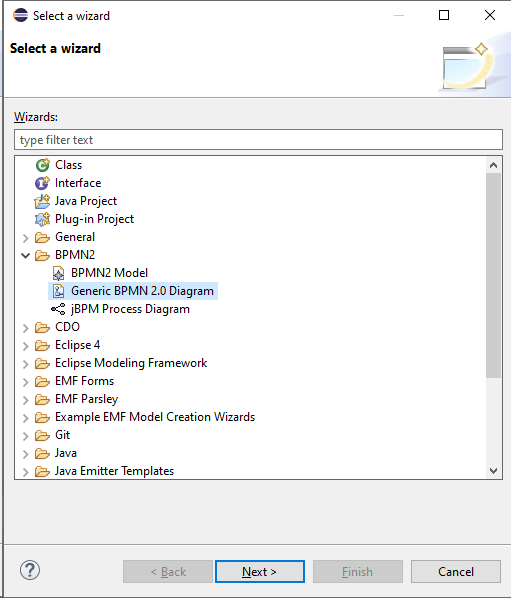 Select a wizard
Select a wizard
Wizards:
type filter text
Class
Interface
Java Project
Plug-in Project
General
BPMN2
BPMN2 Model
Generic BPMN 2.0 Diagram
jBPM Process Diagram
CDO
Eclipse 4
Eclipse Modeling Framework
EMF Forms
EMF Parsley
Example EMF Model Creation Wizards
Git
Java
Java Emitter Templates
? < Back Next > Finish Cancel